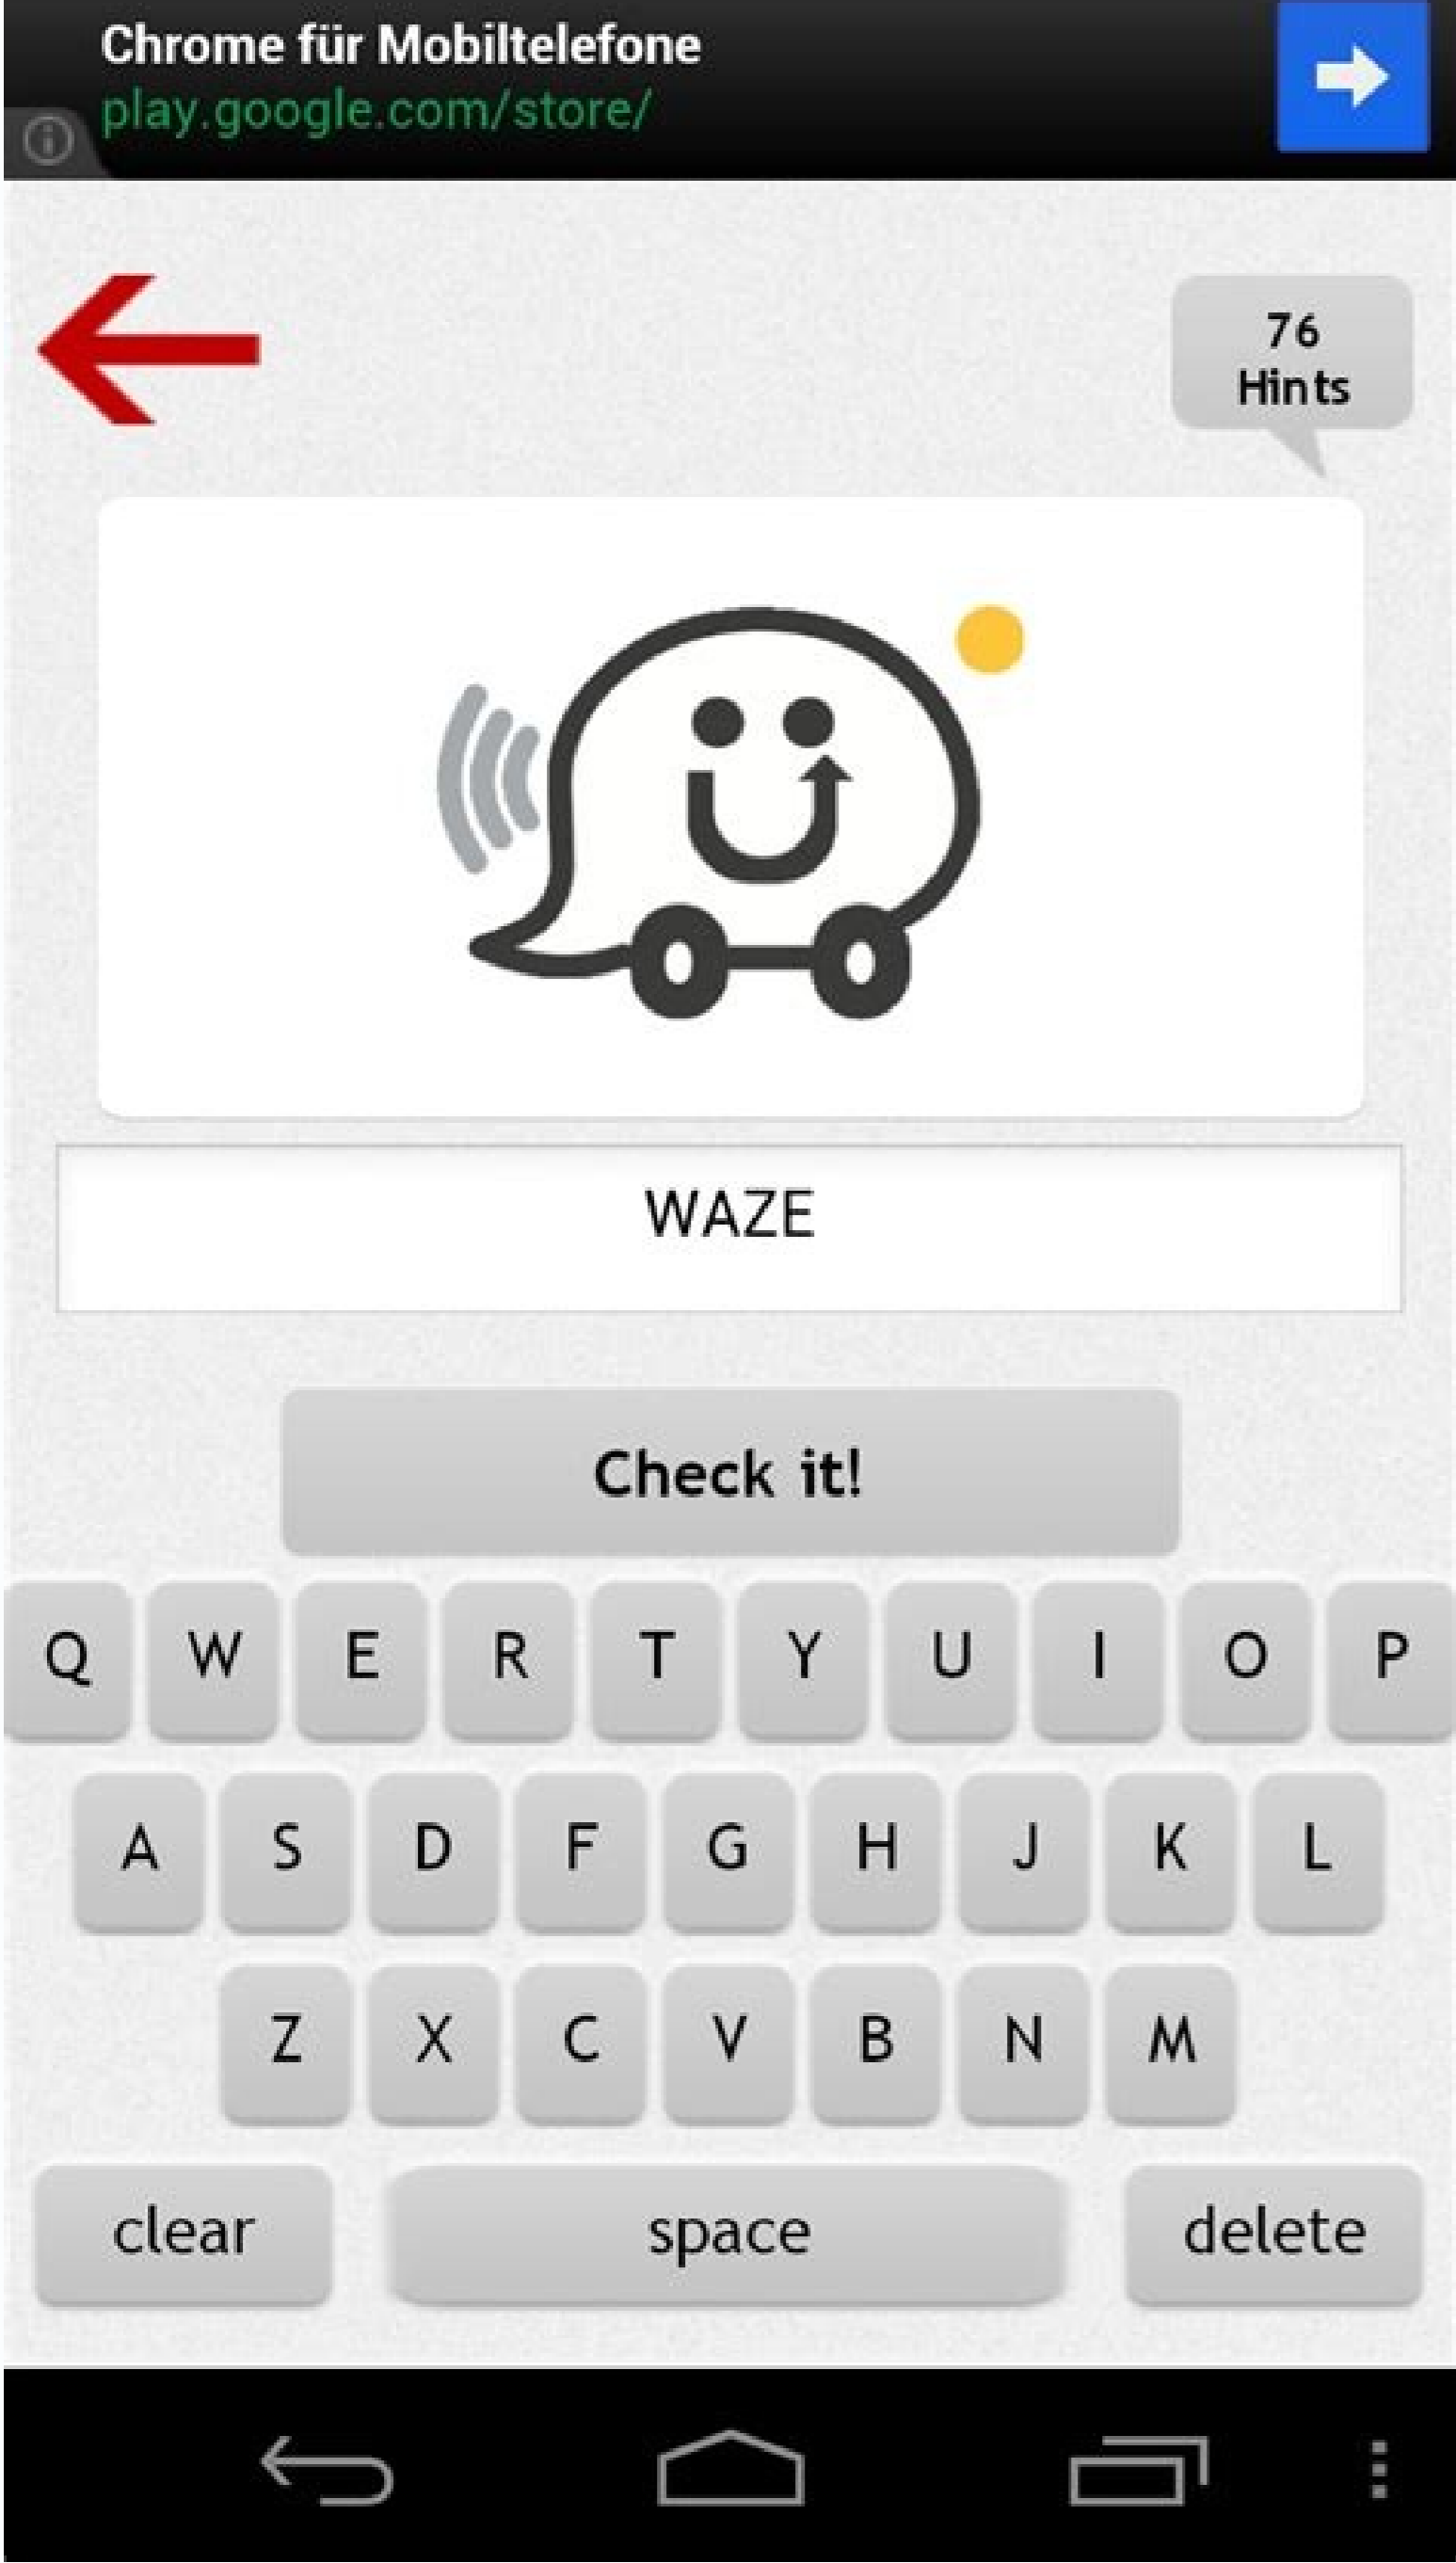 Chrome für Mobiltelefone
play.google.com/store/
76
Hints
WAZE
Check it!
Q W E R T Y U I O P
A S D F G H J K L
Z X C V B N M
clear space delete